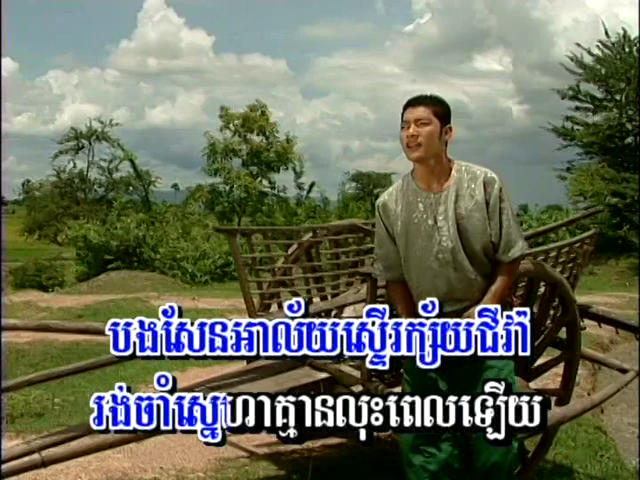 បងសែនអាល័យស្ទើរក្ស័យជីវ៉ា
រង់ចាំស្នេហាគ្មានលុះពេលឡើយ